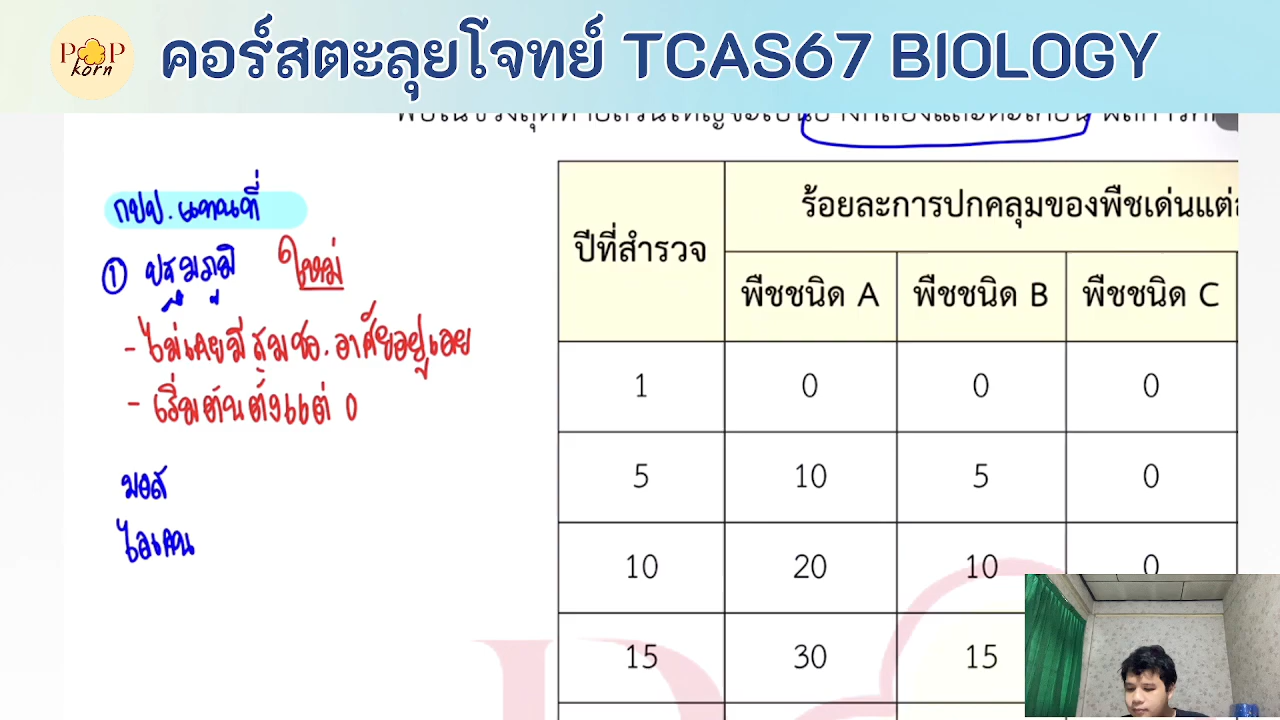 POP
korn
คอร์สตะลุยโจทย์ TCAS67 BIOLOGY
กปป. แทนที่
① ปฐมภูมิ ใหม่
- ไม่เคยมี สมชอ. อาศัยอยู่เลย
- เริ่มต้นตั้งแต่ 0
มอส
ไลเคน
ปีที่สำรวจ
ร้อยละการปกคลุมของพืชเด่นแต่ล
พืชชนิด A พืชชนิด B พืชชนิด C
1 0 0 0
5 10 5 0
10 20 10 0
15 30 15